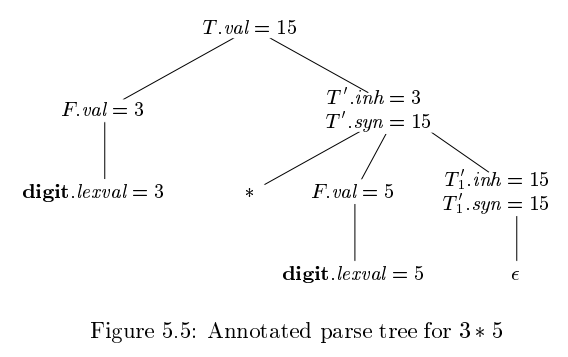 T.val = 15
F.val = 3
T′.inh = 3
T′.syn = 15
digit.lexval = 3
*
F.val = 5
T′₁.inh = 15
T′₁.syn = 15
digit.lexval = 5
ϵ
Figure 5.5: Annotated parse tree for 3 * 5